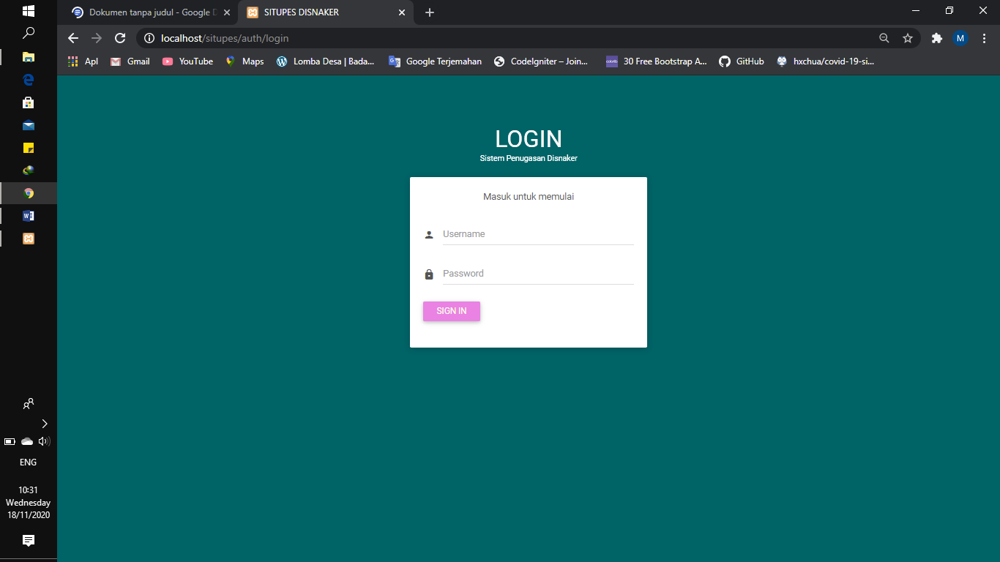 Dokumen tanpa judul - Google D
SITUPES DISNAKER
localhost/situpes/auth/login
M
Apl
Gmail
YouTube
Maps
Lomba Desa | Bada...
Google Terjemahan
CodeIgniter – Join...
30 Free Bootstrap A...
GitHub
hxchua/covid-19-si...
LOGIN
Sistem Penugasan Disnaker
Masuk untuk memulai
Username
Password
SIGN IN
ENG
10:31
Wednesday
18/11/2020